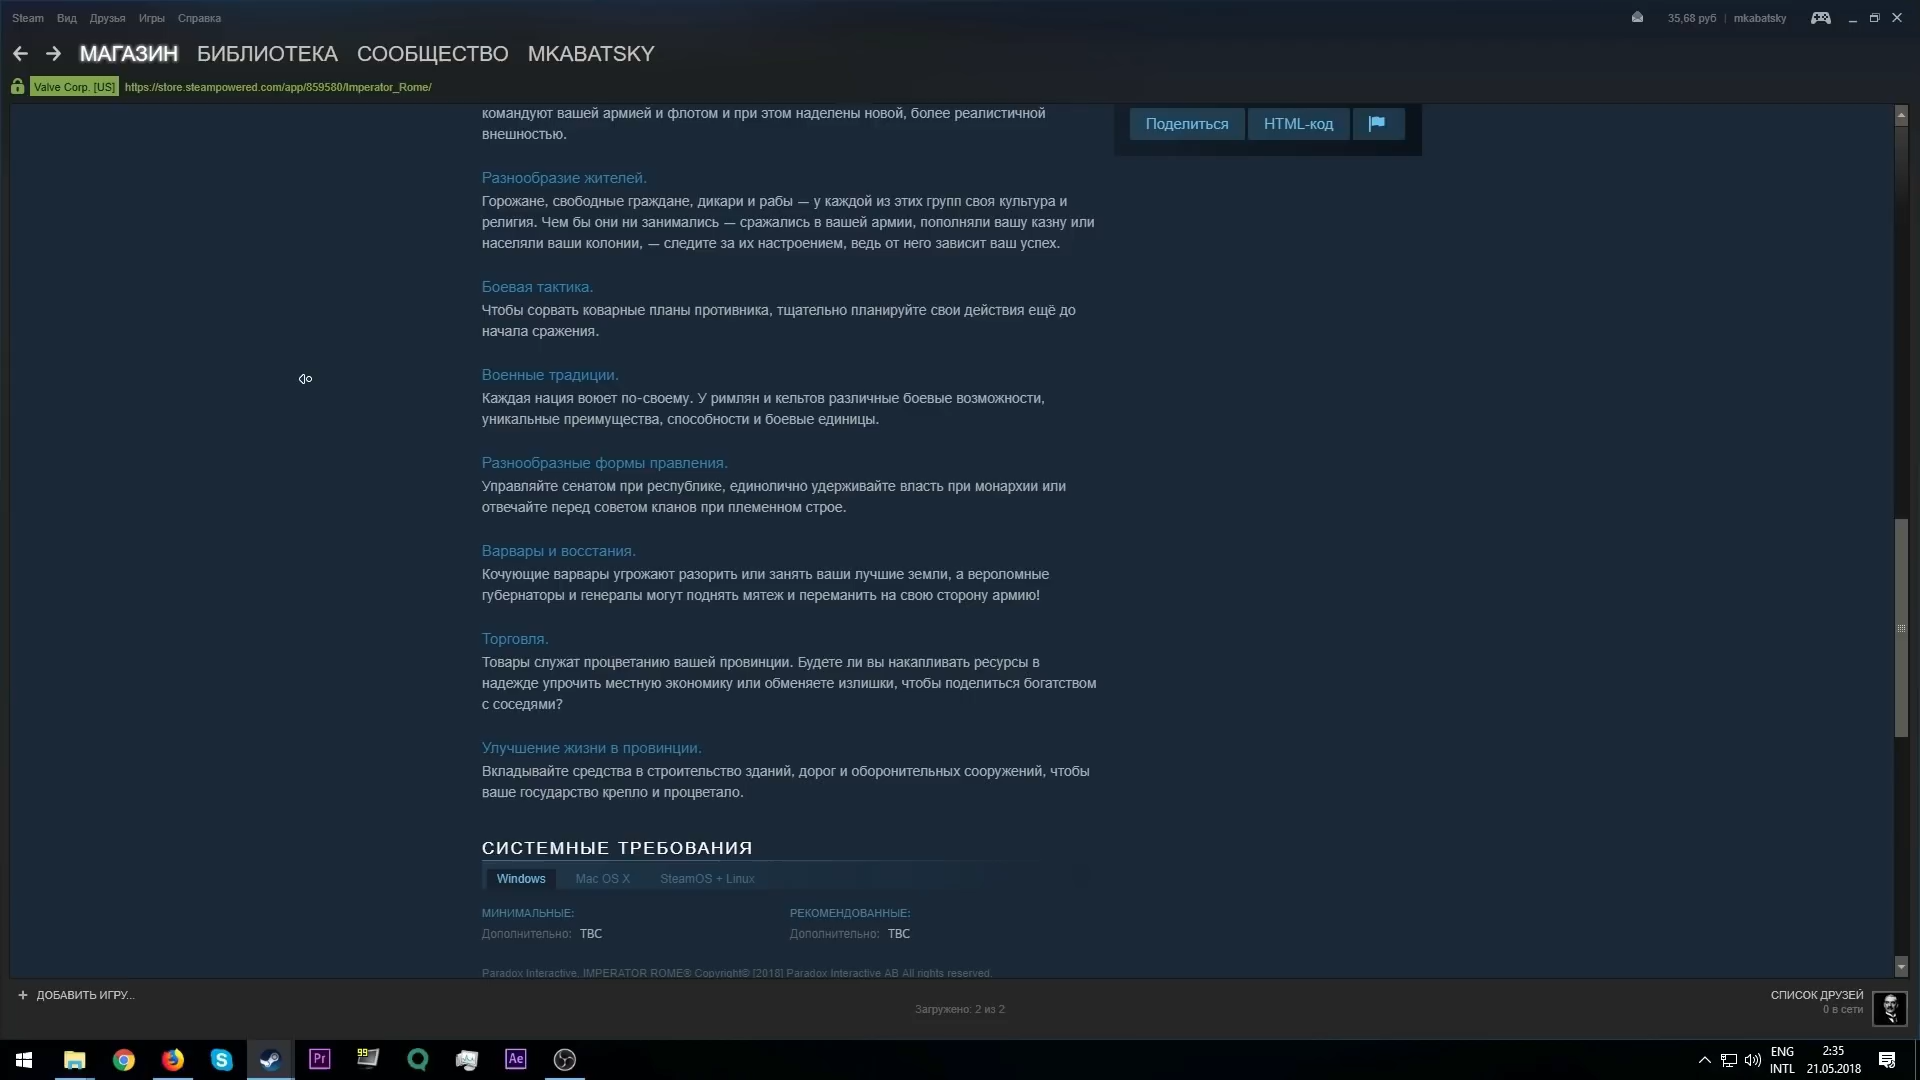 Steam Вид Друзья Игры Справка
35,68 руб mkabatsky
МАГАЗИН БИБЛИОТЕКА СООБЩЕСТВО MKABATSKY
Valve Corp. [US] https://store.steampowered.com/app/859580/Imperator_Rome/
командуют вашей армией и флотом и при этом наделены новой, более реалистичной
внешностью.
Поделиться HTML-код
Разнообразие жителей.
Горожане, свободные граждане, дикари и рабы — у каждой из этих групп своя культура и
религия. Чем бы они ни занимались — сражались в вашей армии, пополняли вашу казну или
населяли ваши колонии, — следите за их настроением, ведь от него зависит ваш успех.
Боевая тактика.
Чтобы сорвать коварные планы противника, тщательно планируйте свои действия ещё до
начала сражения.
Военные традиции.
Каждая нация воюет по-своему. У римлян и кельтов различные боевые возможности,
уникальные преимущества, способности и боевые единицы.
Разнообразные формы правления.
Управляйте сенатом при республике, единолично удерживайте власть при монархии или
отвечайте перед советом кланов при племенном строе.
Варвары и восстания.
Кочующие варвары угрожают разорить или занять ваши лучшие земли, а вероломные
губернаторы и генералы могут поднять мятеж и переманить на свою сторону армию!
Торговля.
Товары служат процветанию вашей провинции. Будете ли вы накапливать ресурсы в
надежде упрочить местную экономику или обменяете излишки, чтобы поделиться богатством
с соседями?
Улучшение жизни в провинции.
Вкладывайте средства в строительство зданий, дорог и оборонительных сооружений, чтобы
ваше государство крепло и процветало.
СИСТЕМНЫЕ ТРЕБОВАНИЯ
Windows Mac OS X SteamOS + Linux
МИНИМАЛЬНЫЕ: РЕКОМЕНДОВАННЫЕ:
Дополнительно: TBC Дополнительно: TBC
Paradox Interactive, IMPERATOR ROME® Copyright© [2018] Paradox Interactive AB All rights reserved.
+ ДОБАВИТЬ ИГРУ...
Загружено: 2 из 2
СПИСОК ДРУЗЕЙ
0 в сети
Pr 99 Ae
ENG 2:35
INTL 21.05.2018